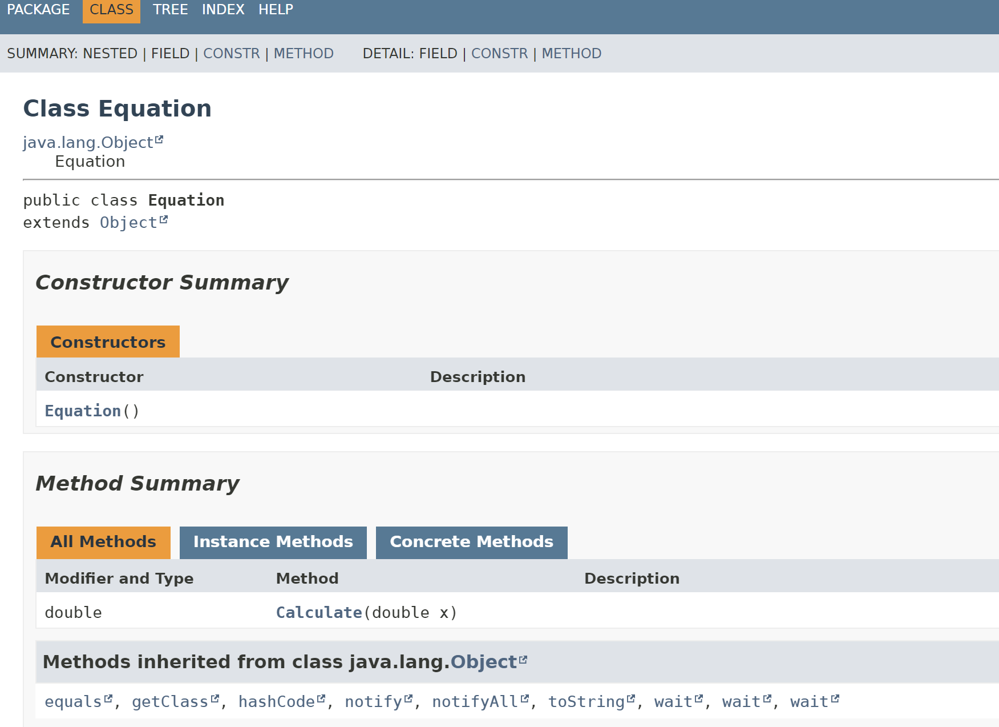 PACKAGE CLASS TREE INDEX HELP
SUMMARY: NESTED | FIELD | CONSTR | METHOD DETAIL: FIELD | CONSTR | METHOD
Class Equation
java.lang.Object
Equation
public class Equation
extends Object
Constructor Summary
Constructors
Constructor Description
Equation()
Method Summary
All Methods Instance Methods Concrete Methods
Modifier and Type Method Description
double Calculate(double x)
Methods inherited from class java.lang.Object
equals, getClass, hashCode, notify, notifyAll, toString, wait, wait, wait